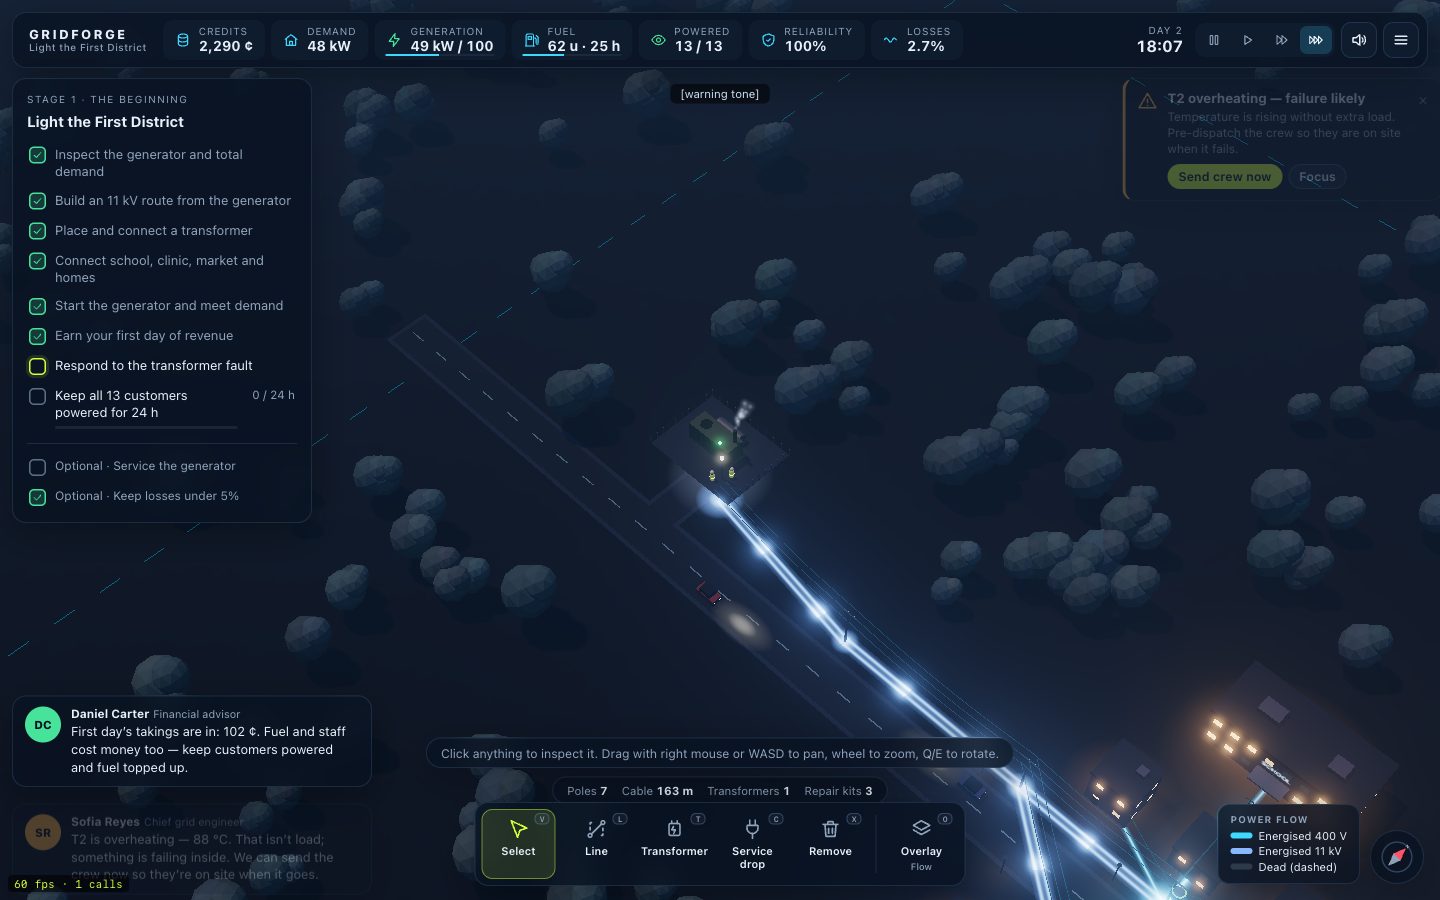 GRIDFORGE
Light the First District
CREDITS
2,290 ¢
DEMAND
48 kW
GENERATION
49 kW / 100
FUEL
62 u · 25 h
POWERED
13 / 13
RELIABILITY
100%
LOSSES
2.7%
DAY 2
18:07
[warning tone]
STAGE 1 · THE BEGINNING
Light the First District
Inspect the generator and total
demand
Build an 11 kV route from the generator
Place and connect a transformer
Connect school, clinic, market and
homes
Start the generator and meet demand
Earn your first day of revenue
Respond to the transformer fault
Keep all 13 customers
powered for 24 h
0 / 24 h
Optional · Service the generator
Optional · Keep losses under 5%
T2 overheating — failure likely
Temperature is rising without extra load.
Pre-dispatch the crew so they are on site
when it fails.
Send crew now
Focus
DC
Daniel Carter Financial advisor
First day's takings are in: 102 ¢. Fuel and staff
cost money too — keep customers powered
and fuel topped up.
SR
Sofia Reyes Chief grid engineer
T2 is overheating — 88 °C. That isn't load;
something is failing inside. We can send the
crew now so they're on site when it goes.
60 fps · 1 calls
Click anything to inspect it. Drag with right mouse or WASD to pan, wheel to zoom, Q/E to rotate.
Poles 7 Cable 163 m Transformers 1 Repair kits 3
V
Select
L
Line
T
Transformer
C
Service
drop
X
Remove
O
Overlay
Flow
POWER FLOW
Energised 400 V
Energised 11 kV
Dead (dashed)